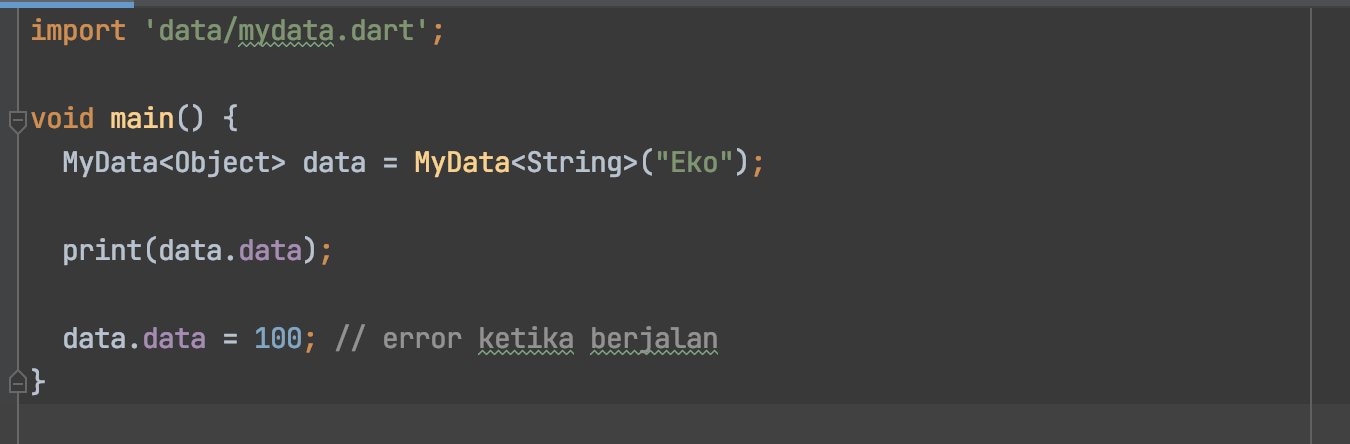 import 'data/mydata.dart';
void main() {
MyData<Object> data = MyData<String>("Eko");
print(data.data);
data.data = 100; // error ketika berjalan
}